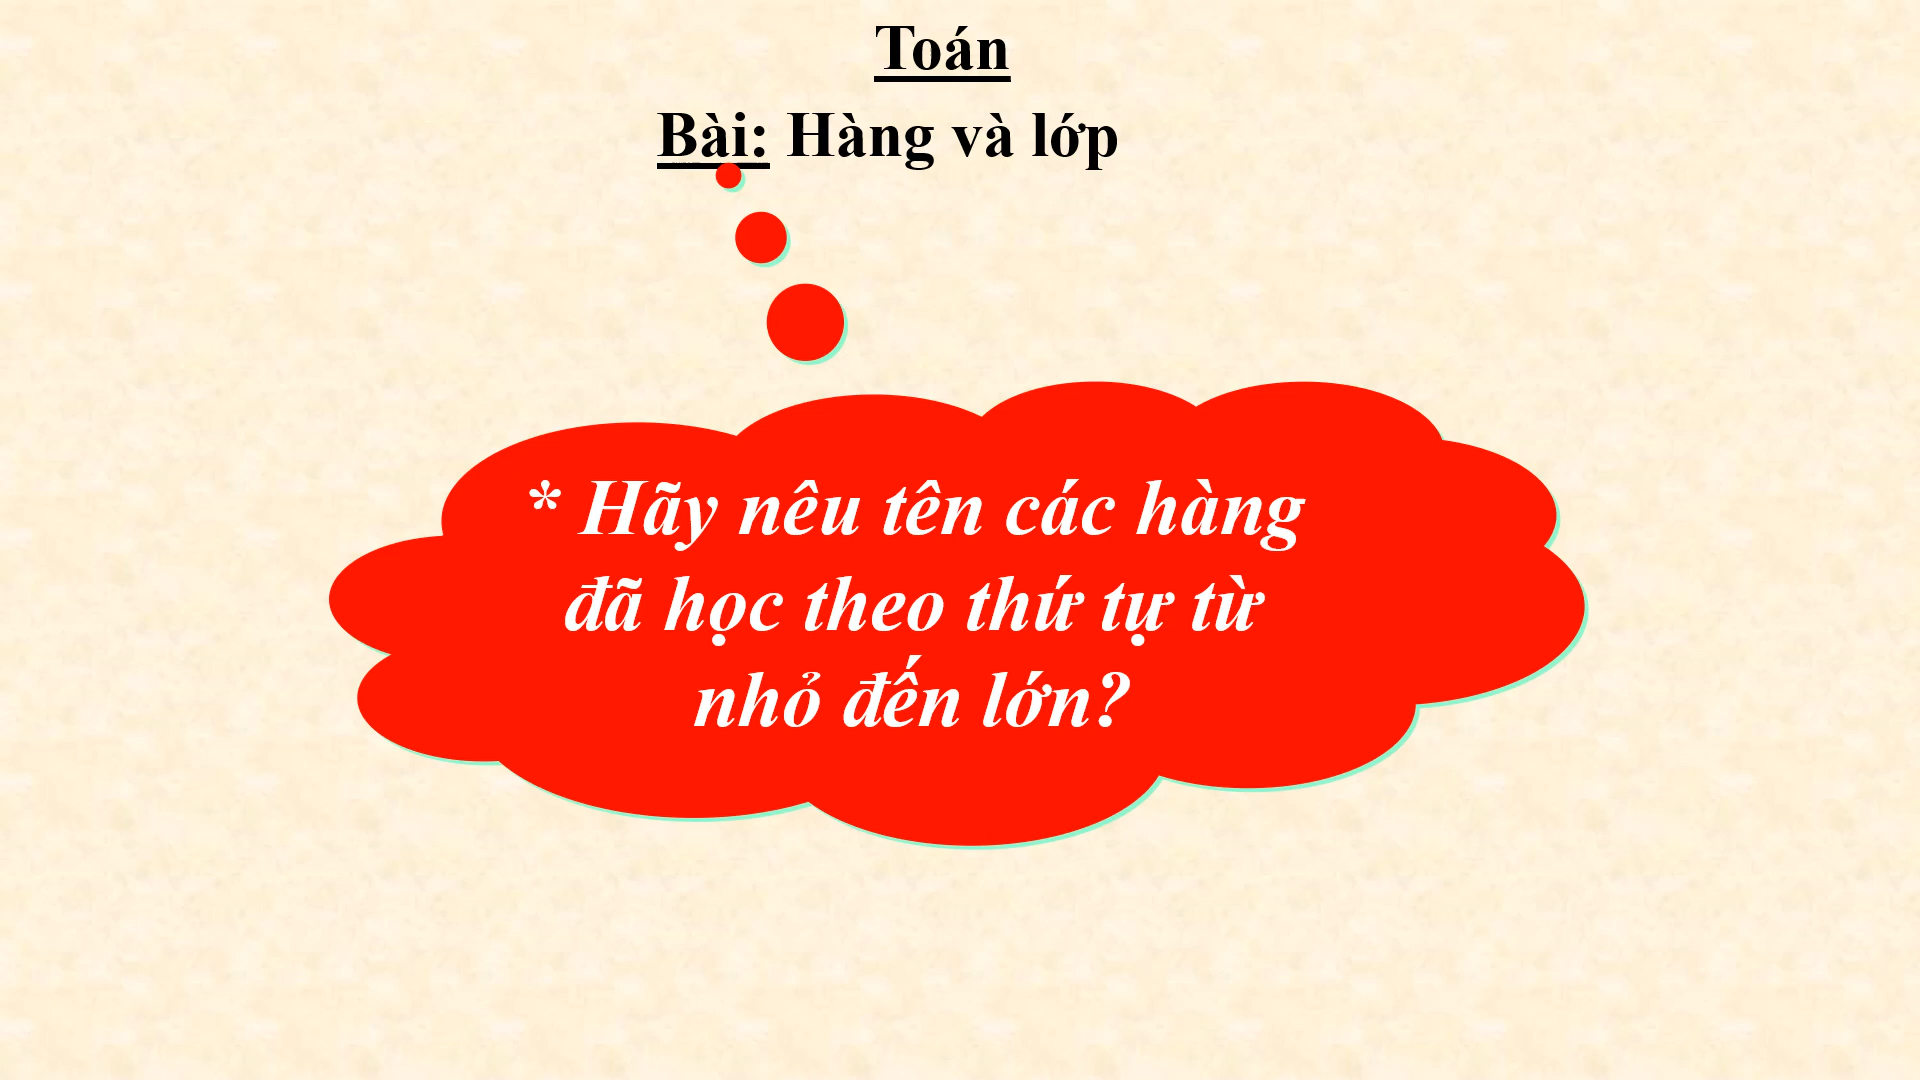 Toán
Bài: Hàng và lớp
* Hãy nêu tên các hàng
đã học theo thứ tự từ
nhỏ đến lớn?